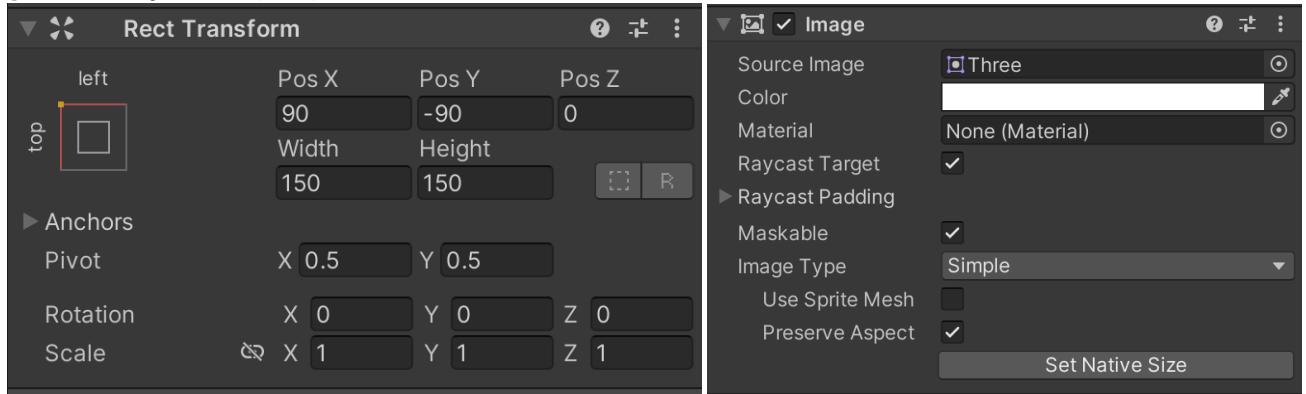 Rect Transform
left
top
Pos X Pos Y Pos Z
90 -90 0
Width Height
150 150
R
Anchors
Pivot X 0.5 Y 0.5
Rotation X 0 Y 0 Z 0
Scale X 1 Y 1 Z 1
Image
Source Image Three
Color
Material None (Material)
Raycast Target
Raycast Padding
Maskable
Image Type Simple
Use Sprite Mesh
Preserve Aspect
Set Native Size